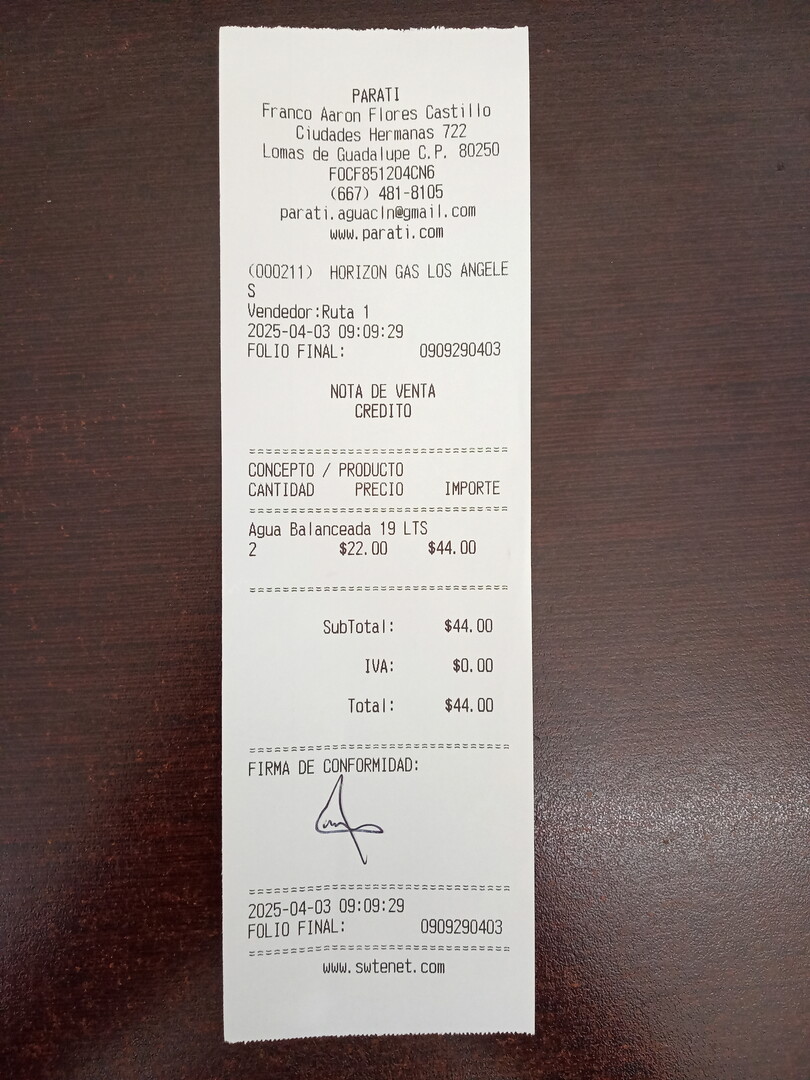 PARATI
Franco Aaron Flores Castillo
Ciudades Hermanas 722
Lomas de Guadalupe C.P. 80250
FOCF851204CN6
(667) 481-8105
parati.aguacln@gmail.com
www.parati.com
(000211) HORIZON GAS LOS ANGELE
S
Vendedor:Ruta 1
2025-04-03 09:09:29
FOLIO FINAL: 0909290403
NOTA DE VENTA
CREDITO
================================
CONCEPTO / PRODUCTO
CANTIDAD PRECIO IMPORTE
================================
Agua Balanceada 19 LTS
2 $22.00 $44.00
================================
SubTotal: $44.00
IVA: $0.00
Total: $44.00
================================
FIRMA DE CONFORMIDAD:
================================
2025-04-03 09:09:29
FOLIO FINAL: 0909290403
================================
www.swtenet.com